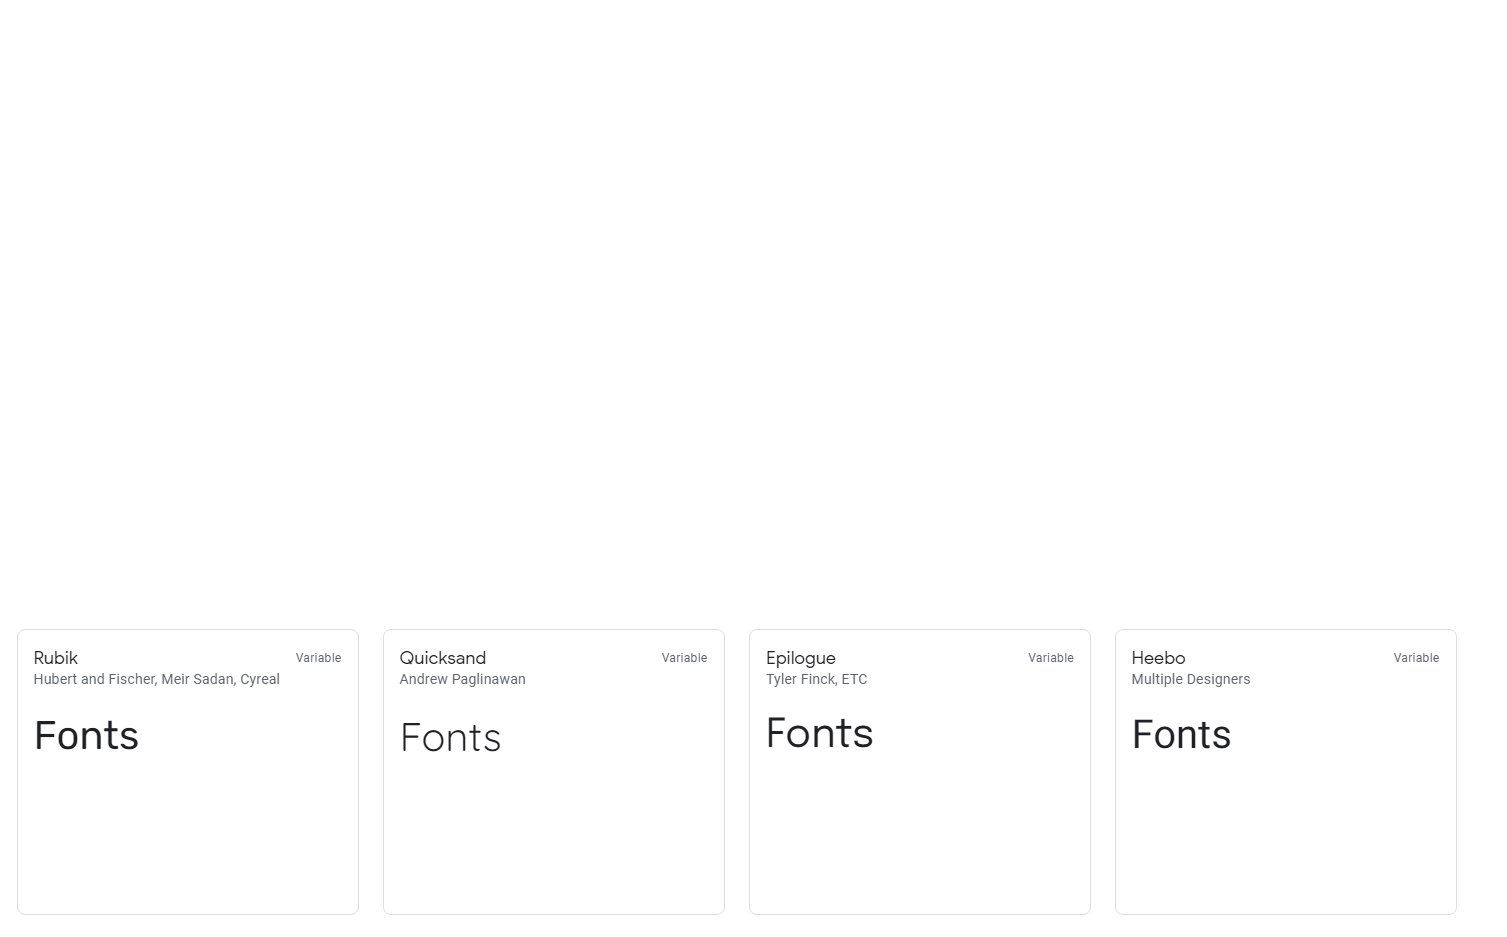 Rubik
Variable
Hubert and Fischer, Meir Sadan, Cyreal
Fonts
Quicksand
Variable
Andrew Paglinawan
Fonts
Epilogue
Variable
Tyler Finck, ETC
Fonts
Heebo
Variable
Multiple Designers
Fonts